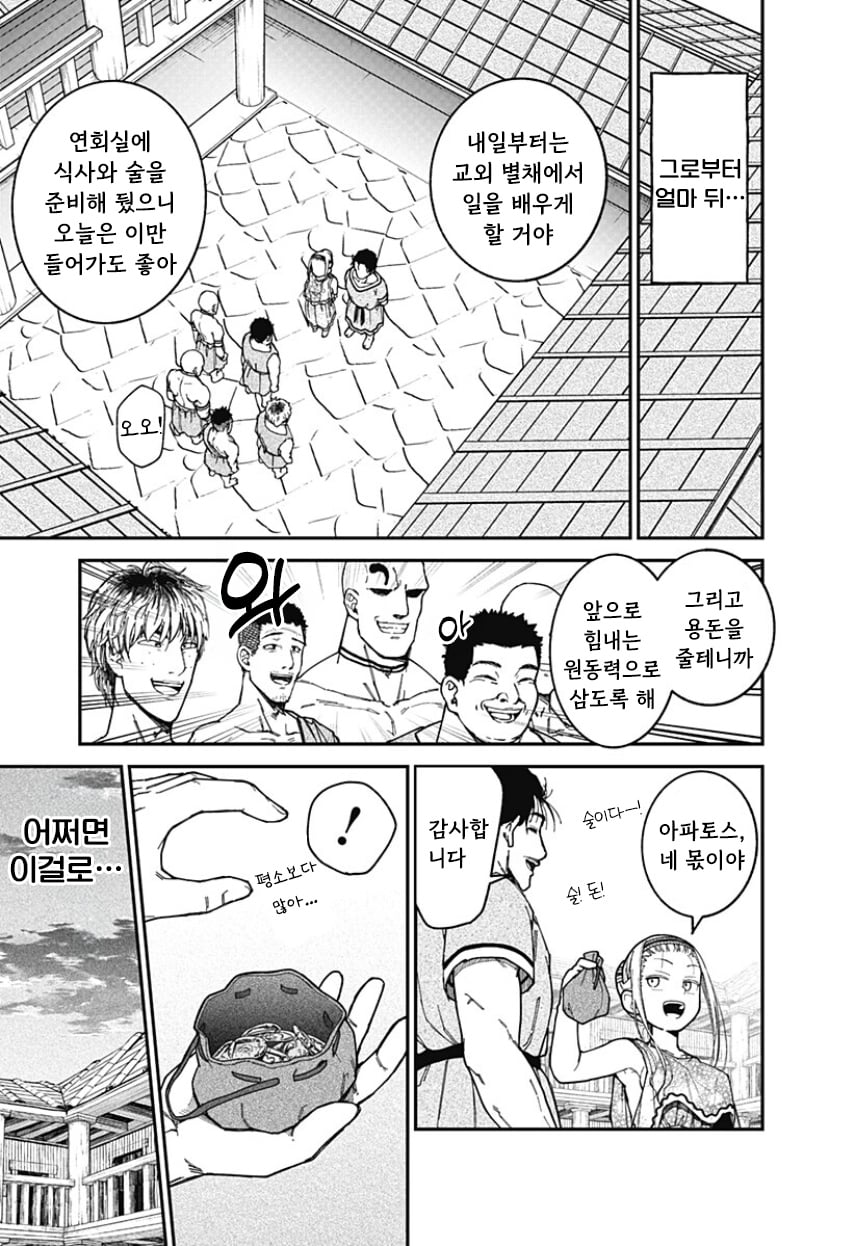 그로부터
얼마 뒤…
내일부터는
교외 별채에서
일을 배우게
할 거야
연회실에
식사와 술을
준비해 뒀으니
오늘은 이만
들어가도 좋아
오오!
그리고
용돈을
줄테니까
앞으로
힘내는
원동력으로
삼도록 해
와
아
아파토스,
네 몫이야
술이다~!
술! 돈!
감사합
니다
!
평소보다
많아…
어쩌면
이걸로…